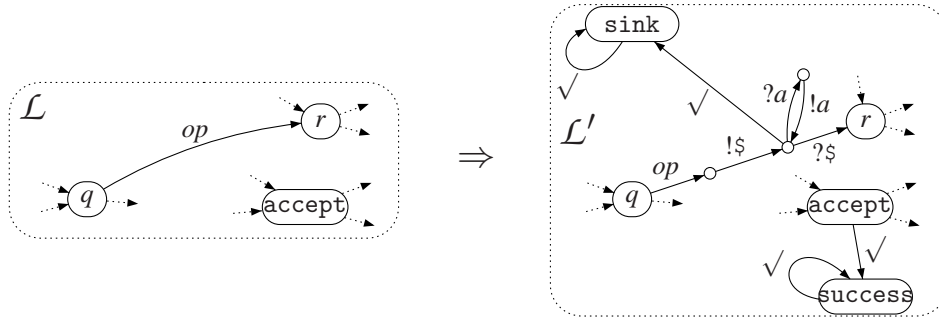 ℒ
op
r
q
accept
⇒
ℒ′
sink
√
√
?a
!a
r
!$
?$
op
q
accept
√
√
success